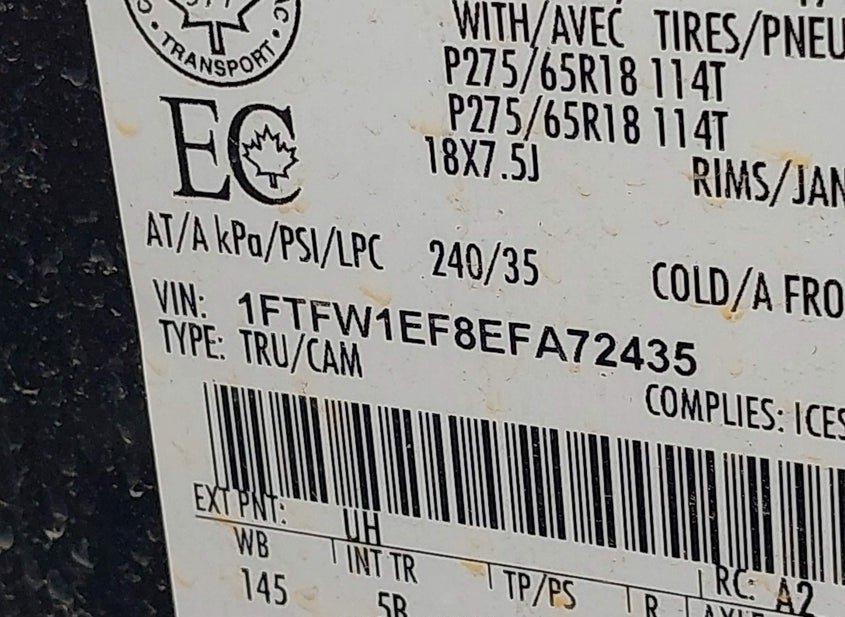 TRANSPORT
WITH/AVEC TIRES/PNEU
P275/65R18 114T
P275/65R18 114T
EC
18X7.5J RIMS/JAN
AT/A kPa/PSI/LPC 240/35 COLD/A FRO
VIN: 1FTFW1EF8EFA72435
TYPE: TRU/CAM
COMPLIES: ICES
EXT PNT: UH RC: A2
WB INT TR TP/PS R
145 5B